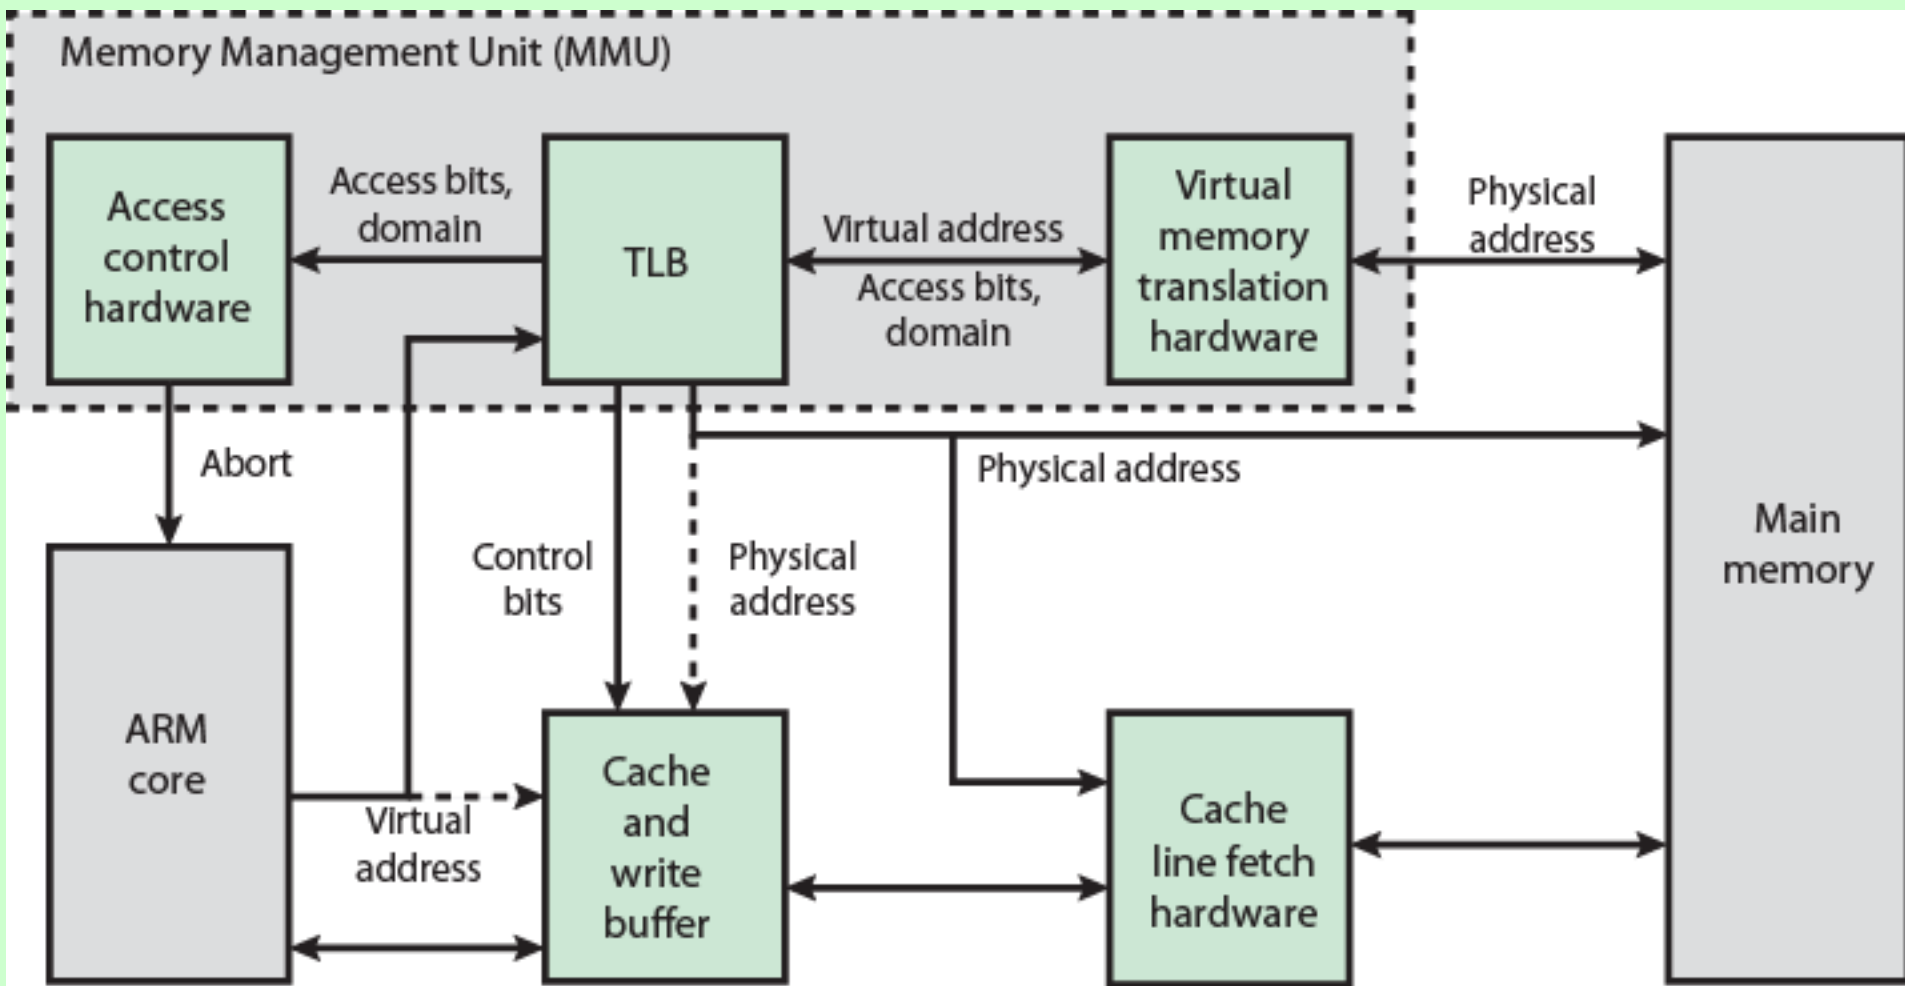 Memory Management Unit (MMU)
Access
control
hardware
Access bits,
domain
TLB
Virtual address
Access bits,
domain
Virtual
memory
translation
hardware
Physical
address
Abort
Physical address
Control
bits
Physical
address
Main
memory
ARM
core
Virtual
address
Cache
and
write
buffer
Cache
line fetch
hardware